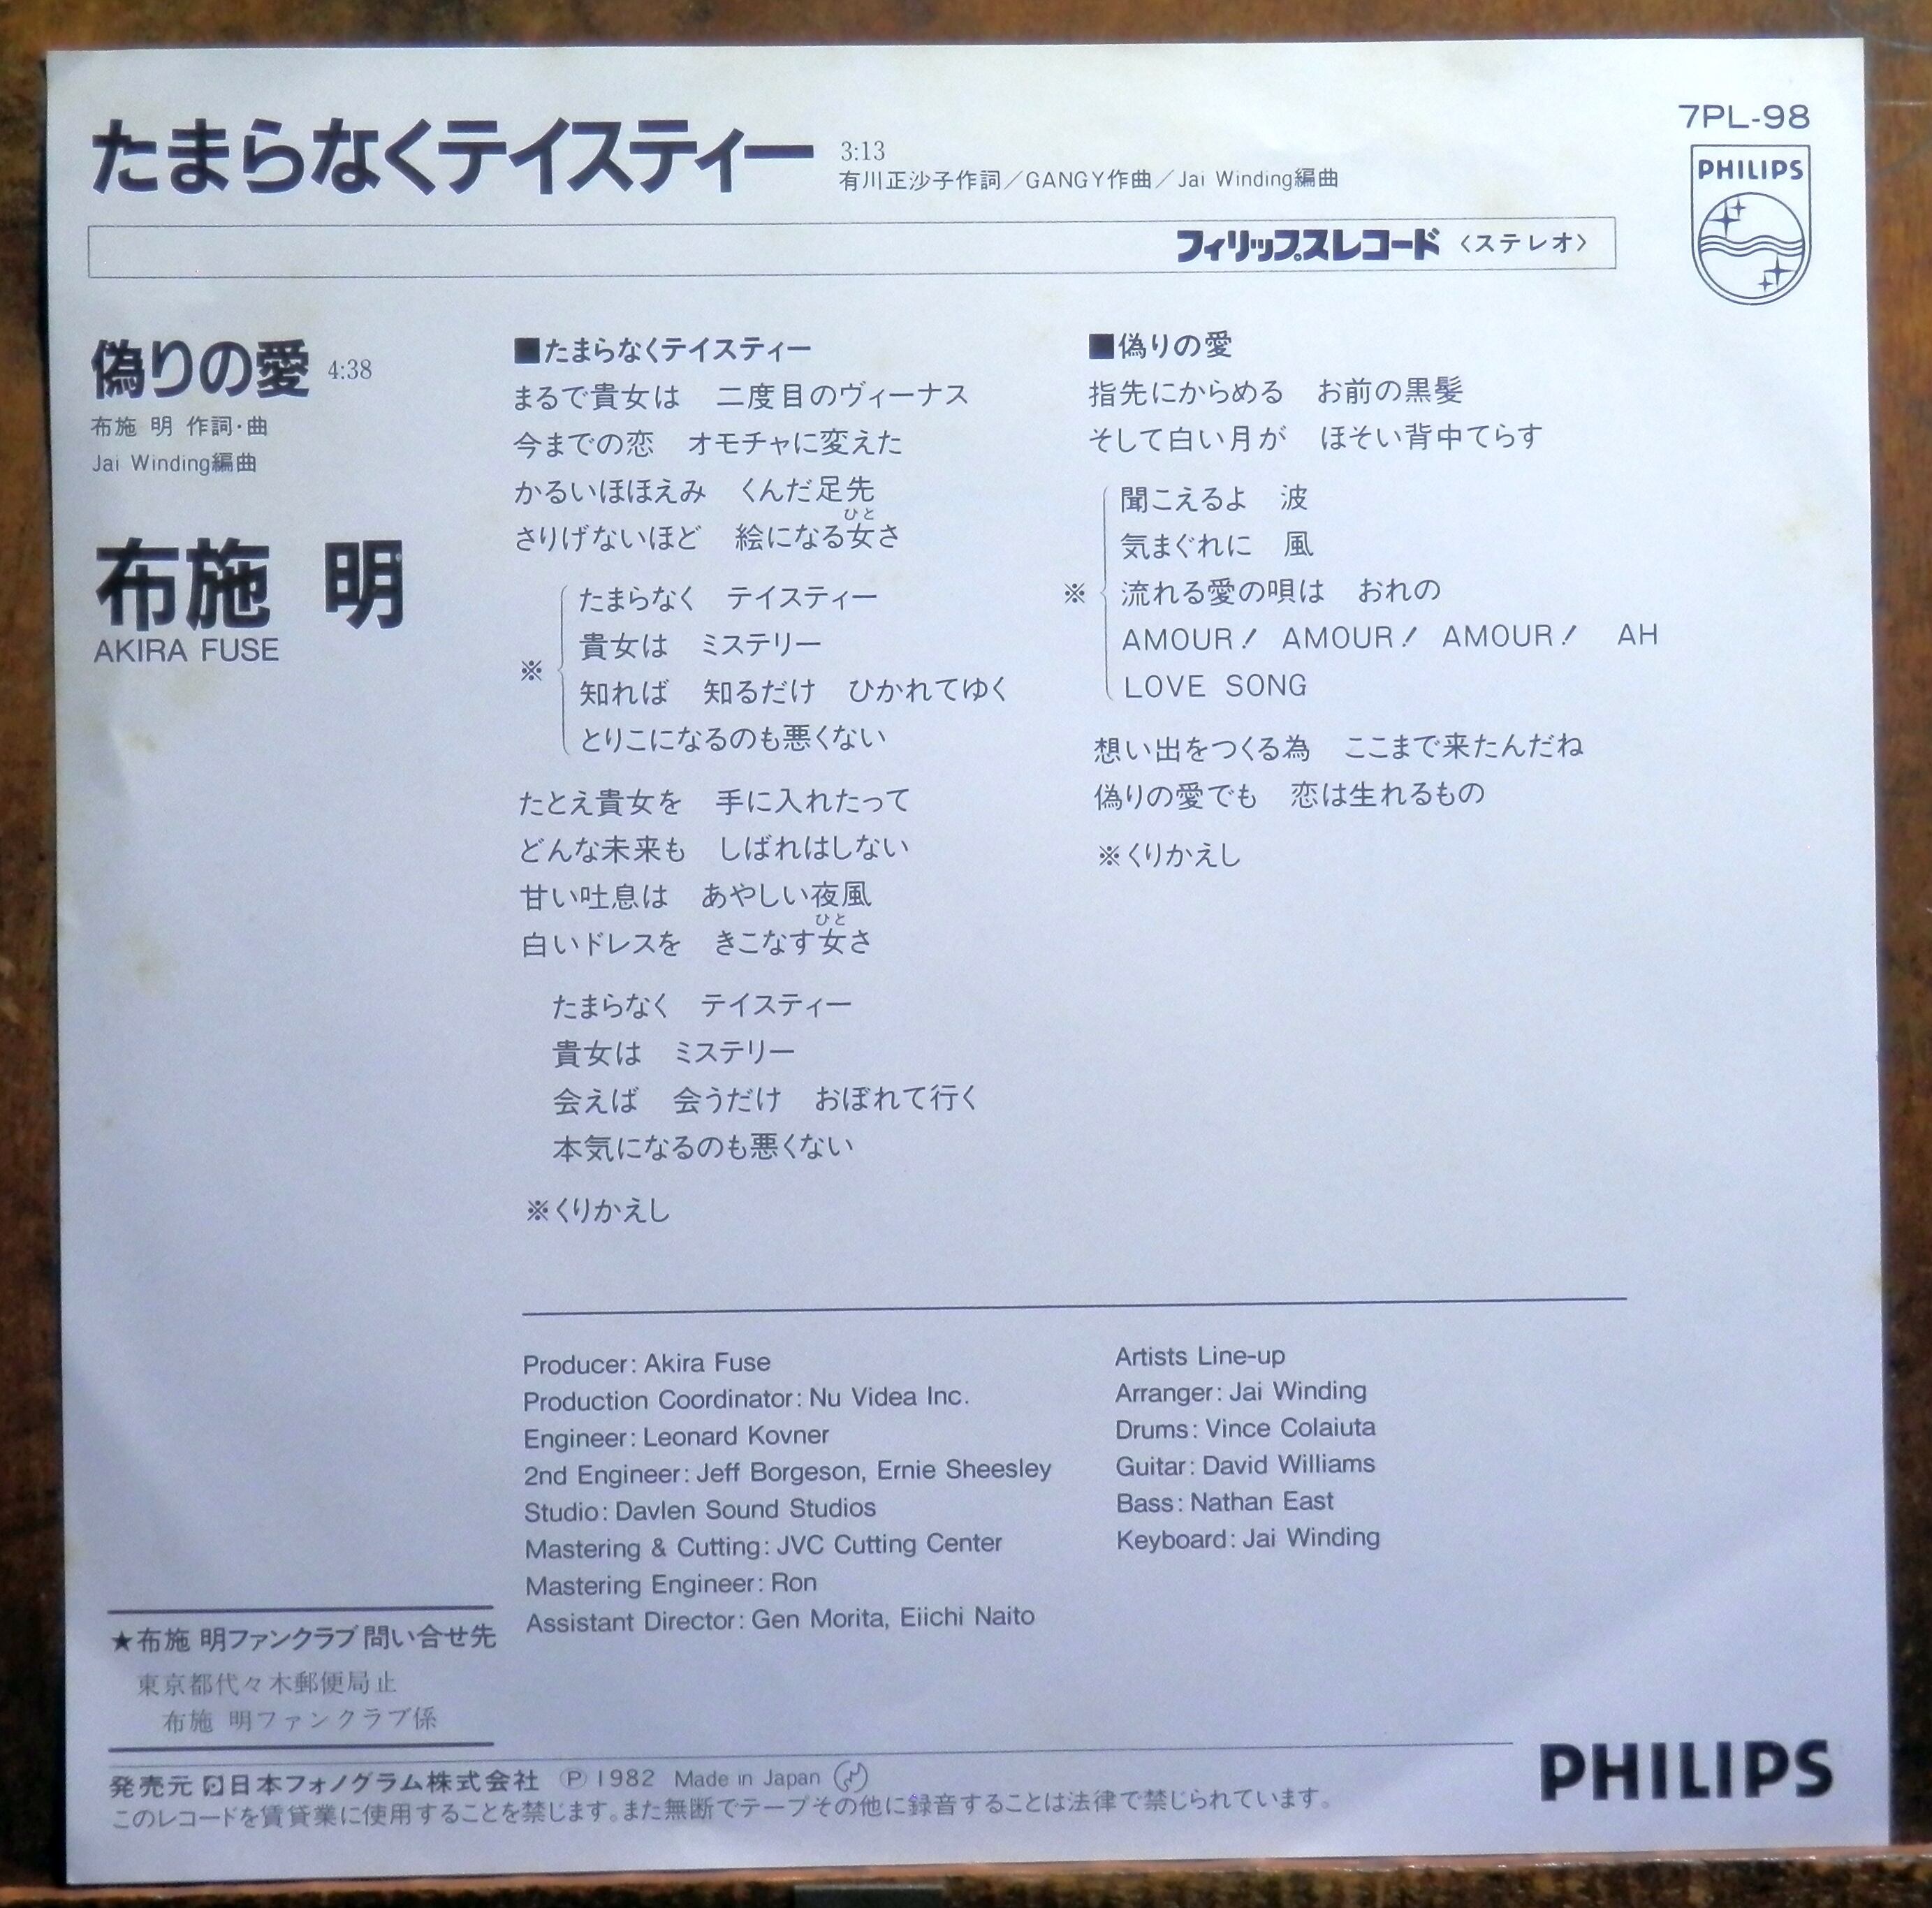 たまらなくテイスティー 3:13
有川正沙子作詞／GANGY作曲／Jai Winding編曲
7PL-98
PHILIPS
フィリップスレコード〈ステレオ〉
偽りの愛 4:38
布施 明 作詞・曲
Jai Winding編曲
布施 明
AKIRA FUSE
■たまらなくテイスティー
まるで貴女は 二度目のヴィーナス
今までの恋 オモチャに変えた
かるいほほえみ くんだ足先
さりげないほど 絵になる女さ
ひと
※
たまらなく テイスティー
貴女は ミステリー
知れば 知るだけ ひかれてゆく
とりこになるのも悪くない
たとえ貴女を 手に入れたって
どんな未来も しばれはしない
甘い吐息は あやしい夜風
白いドレスを きこなす女さ
ひと
たまらなく テイスティー
貴女は ミステリー
会えば 会うだけ おぼれて行く
本気になるのも悪くない
※くりかえし
■偽りの愛
指先にからめる お前の黒髪
そして白い月が ほそい背中てらす
※
聞こえるよ 波
気まぐれに 風
流れる愛の唄は おれの
AMOUR! AMOUR! AMOUR! AH
LOVE SONG
想い出をつくる為 ここまで来たんだね
偽りの愛でも 恋は生れるもの
※くりかえし
Producer: Akira Fuse
Production Coordinator: Nu Videa Inc.
Engineer: Leonard Kovner
2nd Engineer: Jeff Borgeson, Ernie Sheesley
Studio: Davlen Sound Studios
Mastering & Cutting: JVC Cutting Center
Mastering Engineer: Ron
Assistant Director: Gen Morita, Eiichi Naito
Artists Line-up
Arranger: Jai Winding
Drums: Vince Colaiuta
Guitar: David Williams
Bass: Nathan East
Keyboard: Jai Winding
★布施 明ファンクラブ問い合せ先
東京都代々木郵便局止
布施 明ファンクラブ係
発売元 日本フォノグラム株式会社 Ⓟ1982 Made in Japan
このレコードを賃貸業に使用することを禁じます。また無断でテープその他に録音することは法律で禁じられています。
PHILIPS